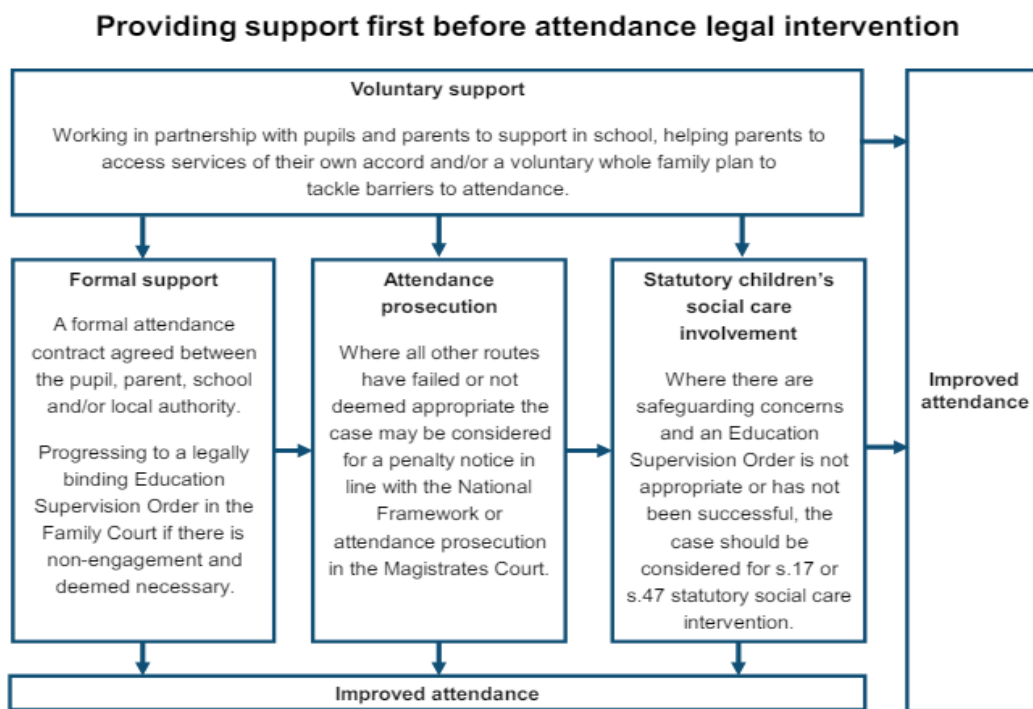 Providing support first before attendance legal intervention
Voluntary support
Working in partnership with pupils and parents to support in school, helping parents to
access services of their own accord and/or a voluntary whole family plan to
tackle barriers to attendance.
Formal support
A formal attendance
contract agreed between
the pupil, parent, school
and/or local authority.
Progressing to a legally
binding Education
Supervision Order in the
Family Court if there is
non-engagement and
deemed necessary.
Attendance
prosecution
Where all other routes
have failed or not
deemed appropriate the
case may be considered
for a penalty notice in
line with the National
Framework or
attendance prosecution
in the Magistrates Court.
Statutory children's
social care
involvement
Where there are
safeguarding concerns
and an Education
Supervision Order is not
appropriate or has not
been successful, the
case should be
considered for s.17 or
s.47 statutory social care
intervention.
Improved
attendance
Improved attendance